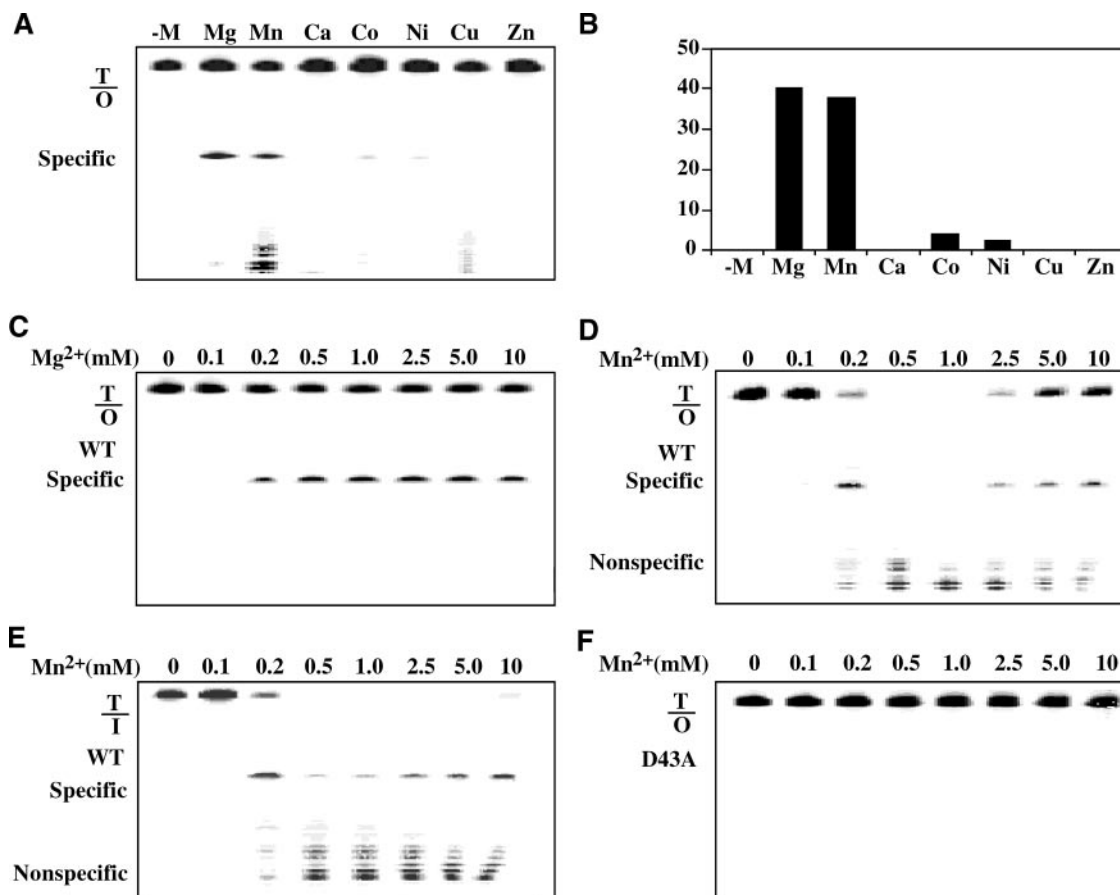 A
-M Mg Mn Ca Co Ni Cu Zn
T
O
Specific
B
50
40
30
20
10
0
-M Mg Mn Ca Co Ni Cu Zn
C
Mg2+(mM) 0 0.1 0.2 0.5 1.0 2.5 5.0 10
T
O
WT
Specific
D
Mn2+(mM) 0 0.1 0.2 0.5 1.0 2.5 5.0 10
T
O
WT
Specific
Nonspecific
E
Mn2+(mM) 0 0.1 0.2 0.5 1.0 2.5 5.0 10
T
I
WT
Specific
Nonspecific
F
Mn2+(mM) 0 0.1 0.2 0.5 1.0 2.5 5.0 10
T
O
D43A